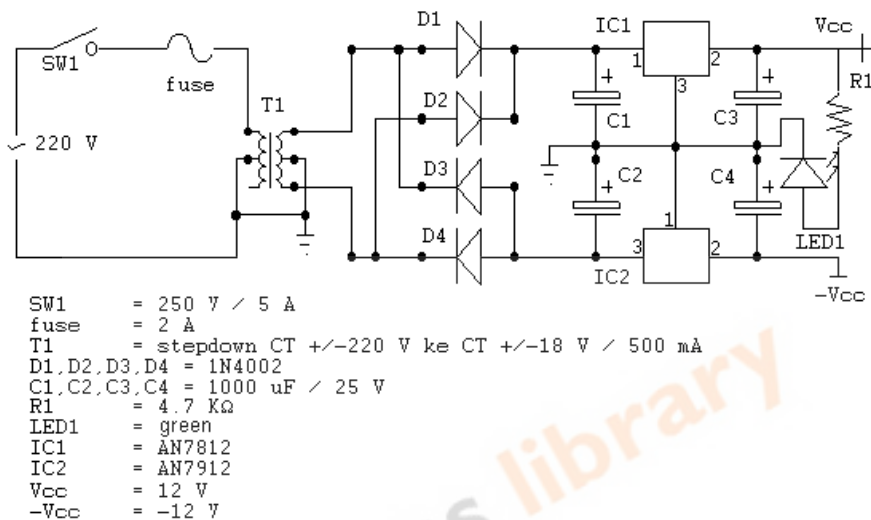 D1
IC1
Vcc
SW1
fuse
1
2
3
R1
T1
D2
C1
C3
220 V
D3
C2
C4
D4
1
3
2
IC2
LED1
-Vcc
+
+
+
+
SW1 = 250 V / 5 A
fuse = 2 A
T1 = stepdown CT +/-220 V ke CT +/-18 V / 500 mA
D1,D2,D3,D4 = 1N4002
C1,C2,C3,C4 = 1000 uF / 25 V
R1 = 4.7 KΩ
LED1 = green
IC1 = AN7812
IC2 = AN7912
Vcc = 12 V
-Vcc = -12 V
library